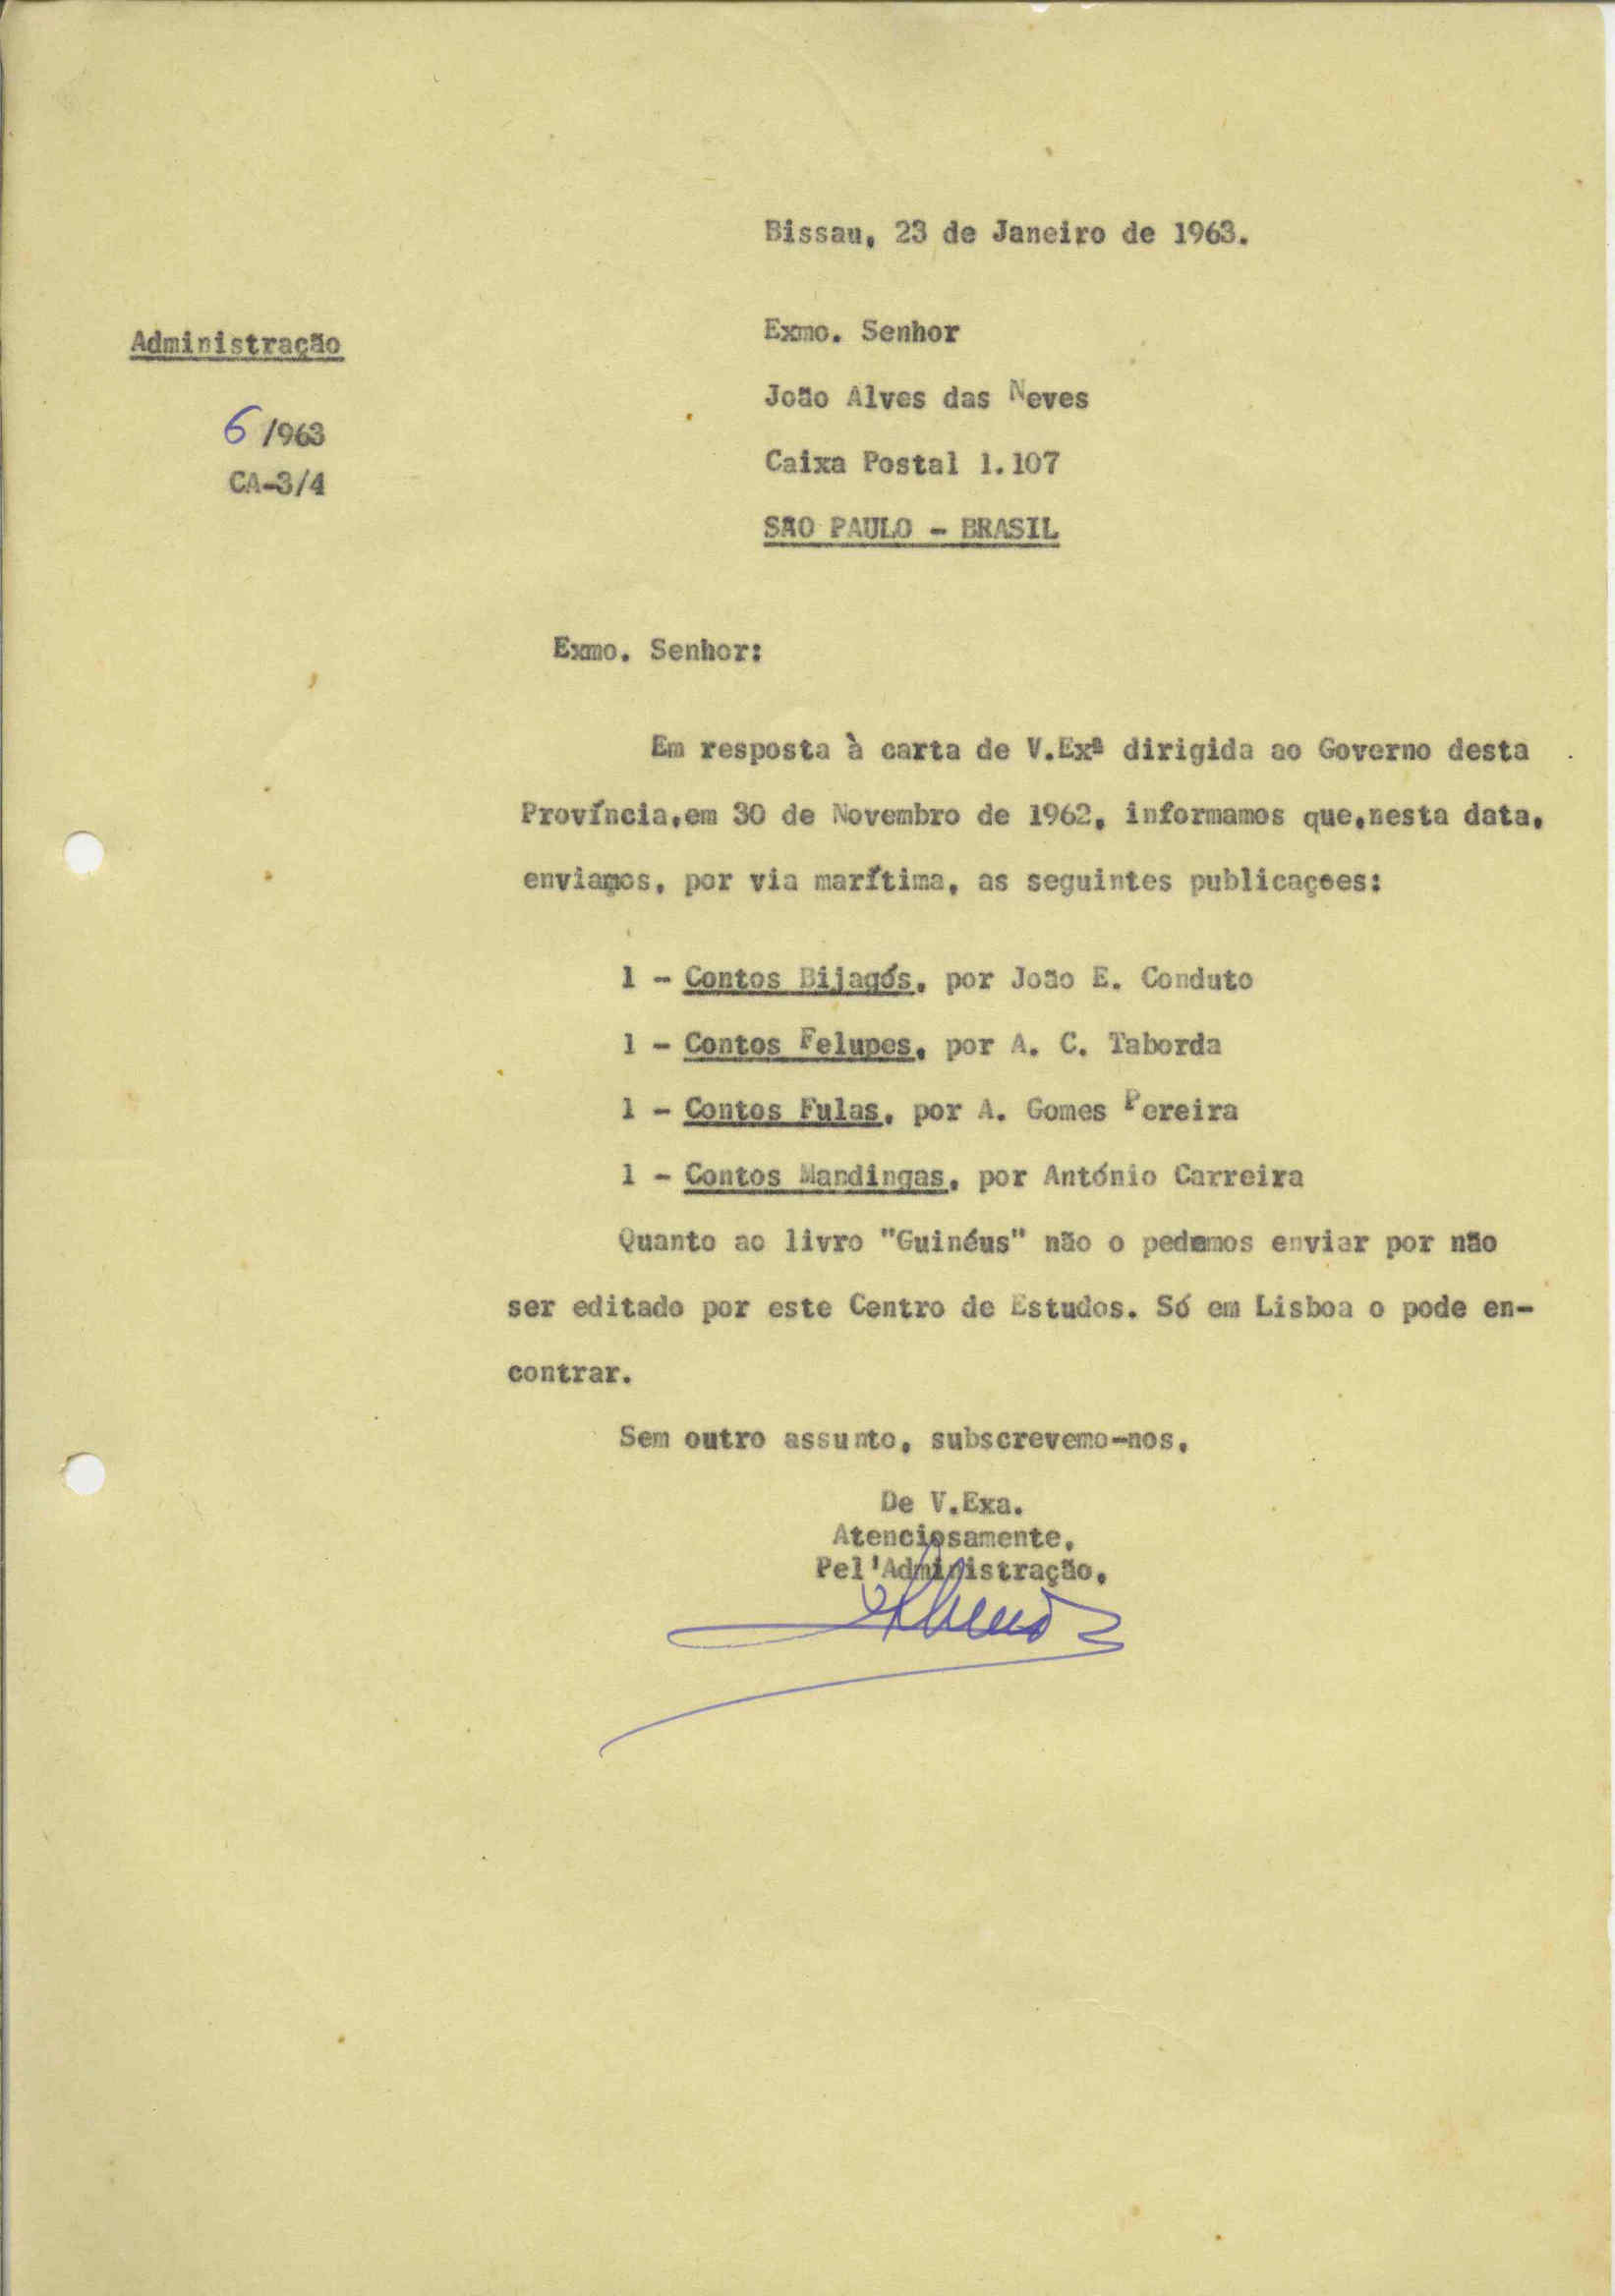 Bissau, 23 de Janeiro de 1963.
Administração
6/963
CA-3/4
Exmo. Senhor
João Alves das Neves
Caixa Postal 1.107
SÃO PAULO - BRASIL
Exmo. Senhor:
Em resposta à carta de V.Exª dirigida ao Governo desta
Província,em 30 de Novembro de 1962, informamos que,nesta data,
enviamos, por via marítima, as seguintes publicaçoes:
1 - Contos Bijagós, por João E. Conduto
1 - Contos Felupes, por A. C. Taborda
1 - Contos Fulas, por A. Gomes Pereira
1 - Contos Mandingas, por António Carreira
Quanto ao livro "Guinéus" não o podemos enviar por não
ser editado por este Centro de Estudos. Só em Lisboa o pode en-
contrar.
Sem outro assunto, subscrevemo-nos,
De V.Exa.
Atenciosamente,
Pel'Administração,